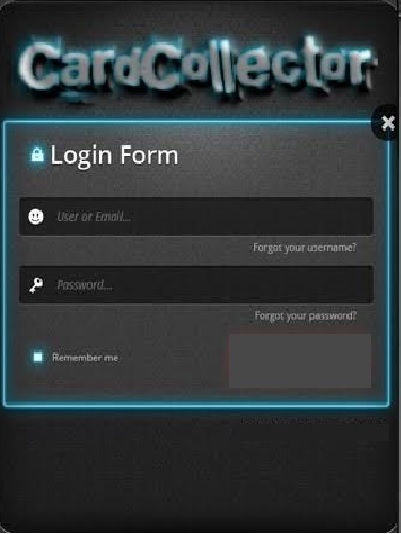 CardCollector
Login Form
User or Email...
Forgot your username?
Password...
Forgot your password?
Remember me